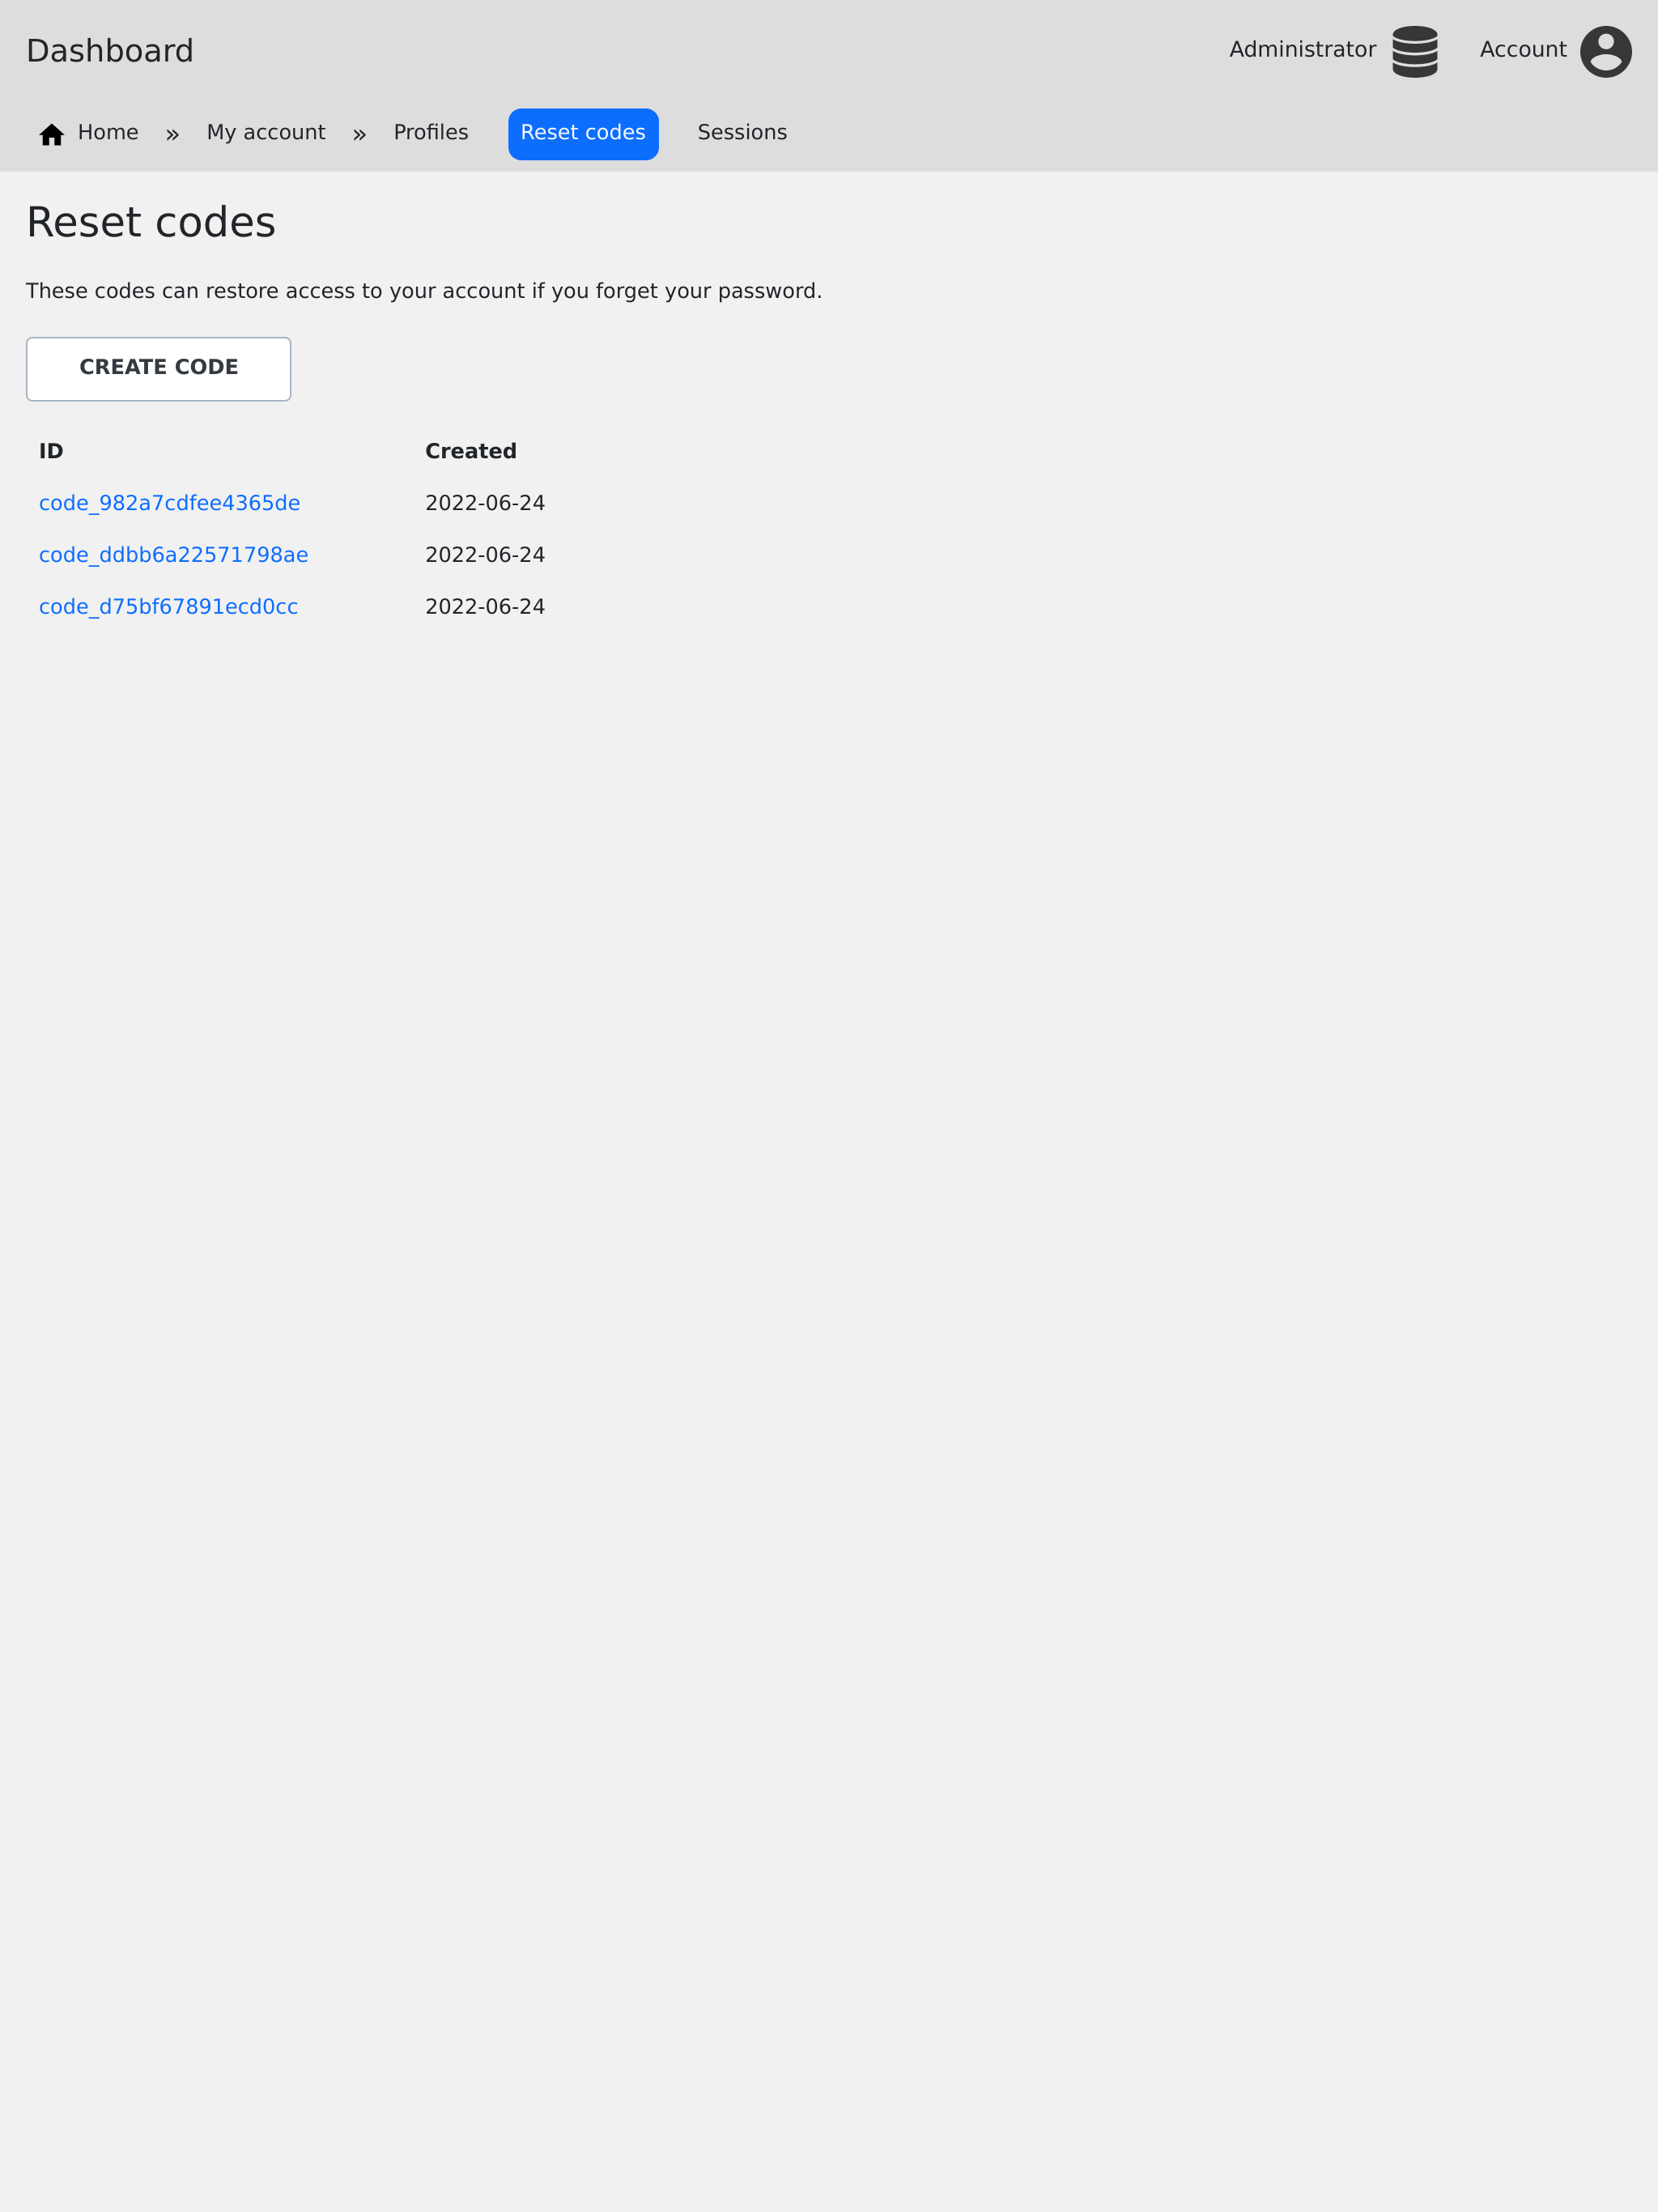 Dashboard
Administrator
Account
Home » My account » Profiles Reset codes Sessions
Reset codes
These codes can restore access to your account if you forget your password.
CREATE CODE
ID Created
code_982a7cdfee4365de 2022-06-24
code_ddbb6a22571798ae 2022-06-24
code_d75bf67891ecd0cc 2022-06-24